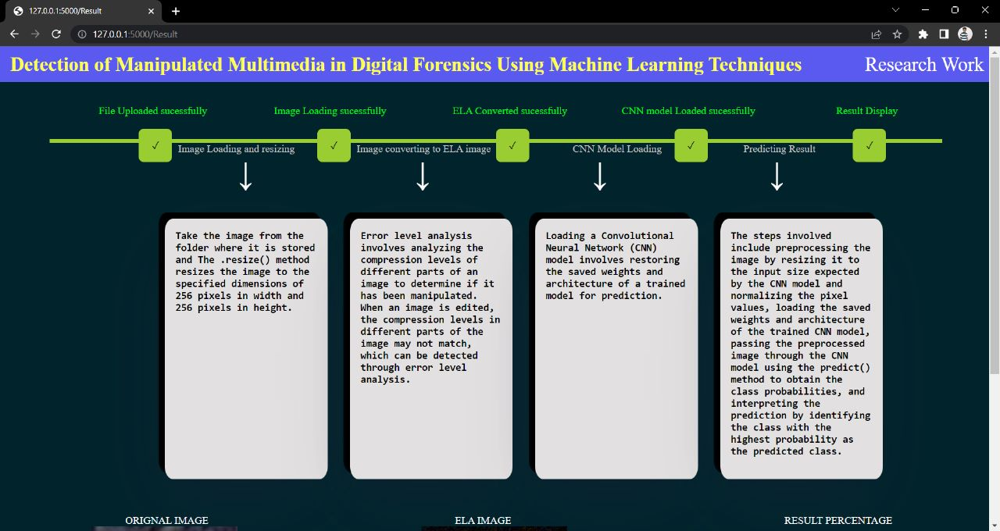 127.0.0.1:5000/Result
127.0.0.1:5000/Result
Detection of Manipulated Multimedia in Digital Forensics Using Machine Learning Techniques
Research Work
File Uploaded sucessfully
Image Loading sucessfully
ELA Converted sucessfully
CNN model Loaded sucessfully
Result Display
✓
✓
✓
✓
✓
Image Loading and resizing
Image converting to ELA image
CNN Model Loading
Predicting Result
Take the image from the
folder where it is stored
and The .resize() method
resizes the image to the
specified dimensions of
256 pixels in width and
256 pixels in height.
Error level analysis
involves analyzing the
compression levels of
different parts of an
image to determine if it
has been manipulated.
When an image is edited,
the compression levels in
different parts of the
image may not match,
which can be detected
through error level
analysis.
Loading a Convolutional
Neural Network (CNN)
model involves restoring
the saved weights and
architecture of a trained
model for prediction.
The steps involved
include preprocessing the
image by resizing it to
the input size expected
by the CNN model and
normalizing the pixel
values, loading the saved
weights and architecture
of the trained CNN model,
passing the preprocessed
image through the CNN
model using the predict()
method to obtain the
class probabilities, and
interpreting the
prediction by identifying
the class with the
highest probability as
the predicted class.
ORIGNAL IMAGE
ELA IMAGE
RESULT PERCENTAGE